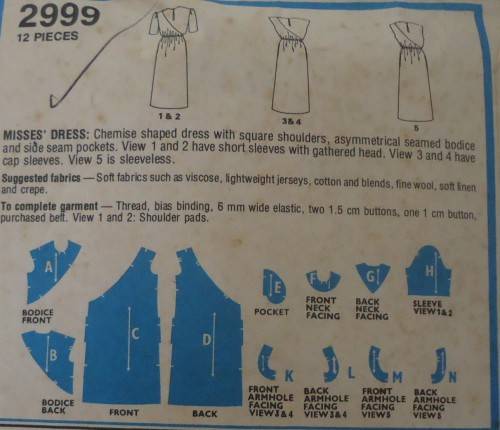 2999
12 PIECES
1 & 2
3&4
5
MISSES' DRESS: Chemise shaped dress with square shoulders, asymmetrical seamed bodice
and side seam pockets. View 1 and 2 have short sleeves with gathered head. View 3 and 4 have
cap sleeves. View 5 is sleeveless.
Suggested fabrics — Soft fabrics such as viscose, lightweight jerseys, cotton and blends, fine wool, soft linen
and crepe.
To complete garment — Thread, bias binding, 6 mm wide elastic, two 1.5 cm buttons, one 1 cm button,
purchased belt. View 1 and 2: Shoulder pads.
A
BODICE
FRONT
B
BODICE
BACK
C
FRONT
D
BACK
E
POCKET
F
FRONT
NECK
FACING
G
BACK
NECK
FACING
H
SLEEVE
VIEW 1&2
K
FRONT
ARMHOLE
FACING
VIEW 3&4
L
BACK
ARMHOLE
FACING
VIEW 3&4
M
FRONT
ARMHOLE
FACING
VIEW 5
N
BACK
ARMHOLE
FACING
VIEW 5